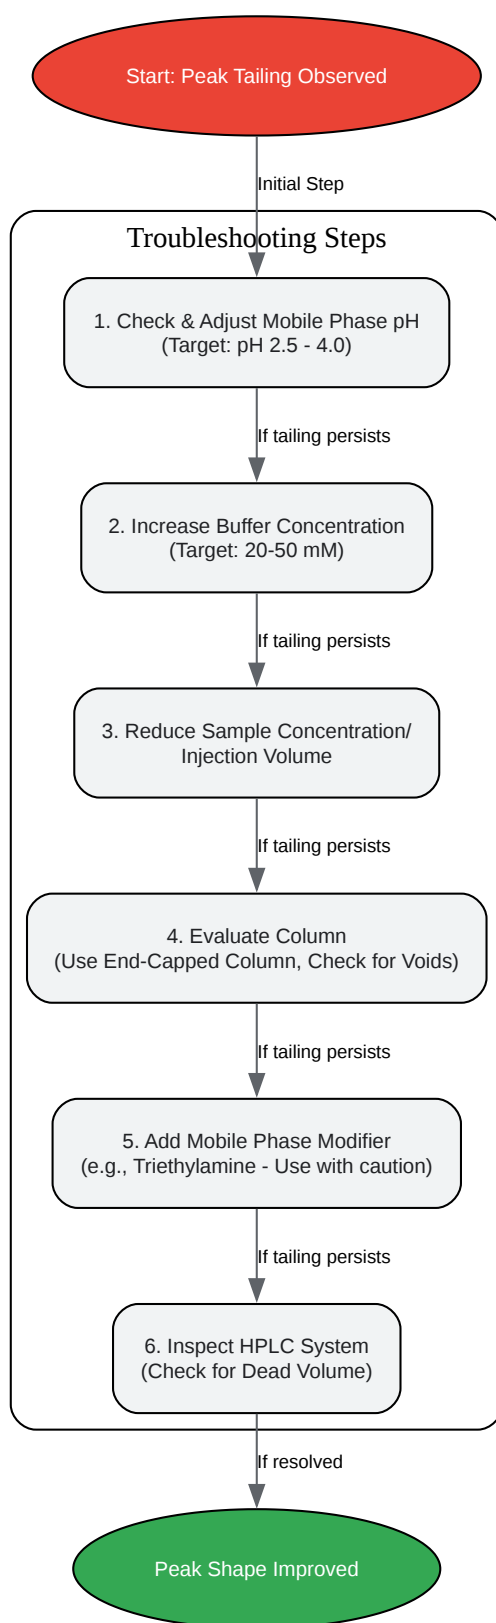 Start: Peak Tailing Observed
Initial Step
Troubleshooting Steps
1. Check & Adjust Mobile Phase pH
(Target: pH 2.5 - 4.0)
If tailing persists
2. Increase Buffer Concentration
(Target: 20-50 mM)
If tailing persists
3. Reduce Sample Concentration/
Injection Volume
If tailing persists
4. Evaluate Column
(Use End-Capped Column, Check for Voids)
If tailing persists
5. Add Mobile Phase Modifier
(e.g., Triethylamine - Use with caution)
If tailing persists
6. Inspect HPLC System
(Check for Dead Volume)
If resolved
Peak Shape Improved